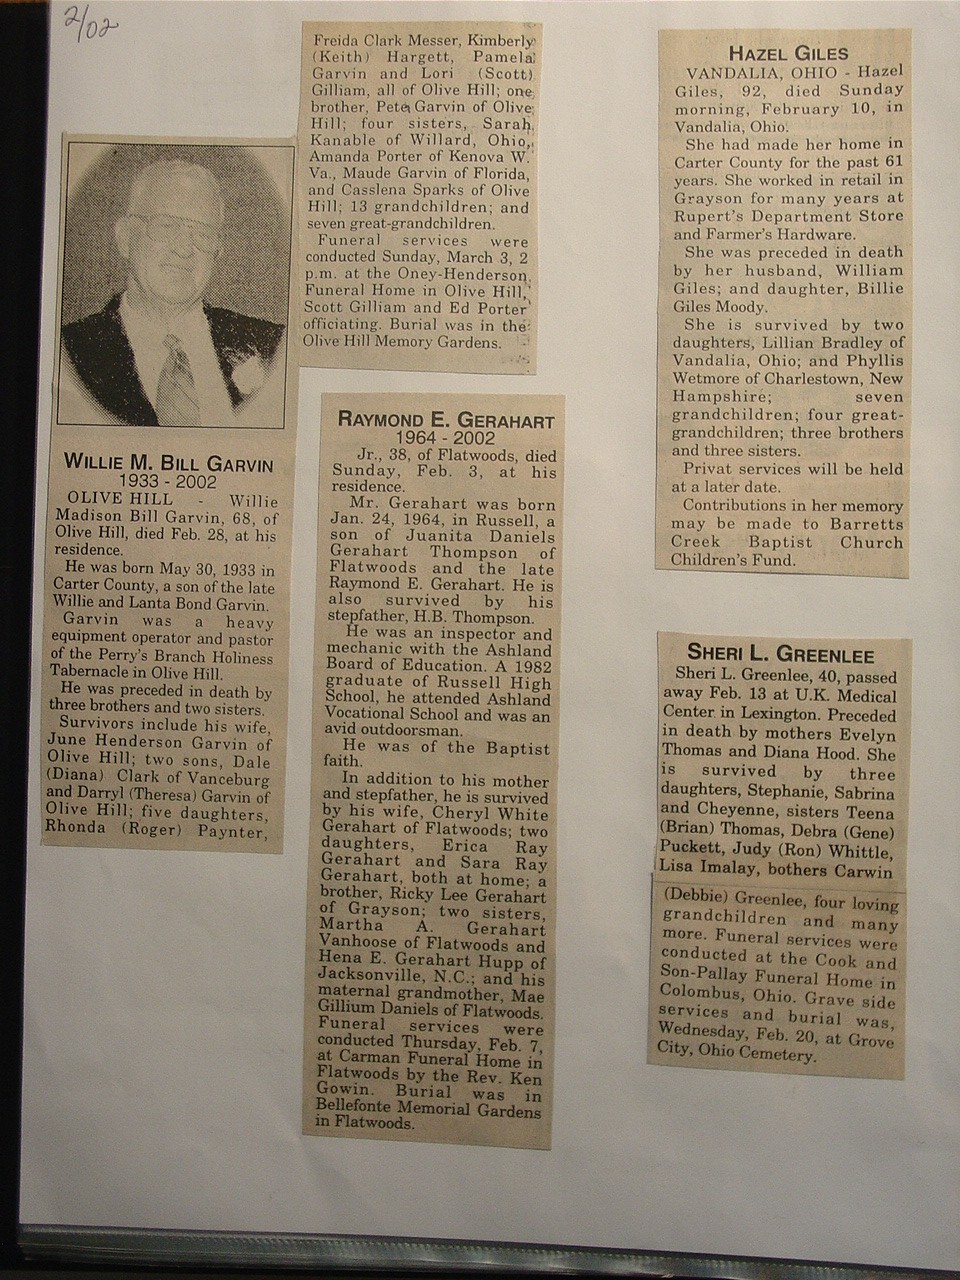 2/02
WILLIE M. BILL GARVIN
1933 - 2002
OLIVE HILL - Willie
Madison Bill Garvin, 68, of
Olive Hill, died Feb. 28, at his
residence.
He was born May 30, 1933 in
Carter County, a son of the late
Willie and Lanta Bond Garvin.
Garvin was a heavy
equipment operator and pastor
of the Perry's Branch Holiness
Tabernacle in Olive Hill.
He was preceded in death by
three brothers and two sisters.
Survivors include his wife,
June Henderson Garvin of
Olive Hill; two sons, Dale
(Diana) Clark of Vanceburg
and Darryl (Theresa) Garvin of
Olive Hill; five daughters,
Rhonda (Roger) Paynter,
Freida Clark Messer, Kimberly
(Keith) Hargett, Pamela
Garvin and Lori (Scott)
Gilliam, all of Olive Hill; one
brother, Pete Garvin of Olive
Hill; four sisters, Sarah
Kanable of Willard, Ohio,
Amanda Porter of Kenova W.
Va., Maude Garvin of Florida,
and Casslena Sparks of Olive
Hill; 13 grandchildren; and
seven great-grandchildren.
Funeral services were
conducted Sunday, March 3, 2
p.m. at the Oney-Henderson
Funeral Home in Olive Hill,
Scott Gilliam and Ed Porter
officiating. Burial was in the
Olive Hill Memory Gardens.
RAYMOND E. GERAHART
1964 - 2002
Jr., 38, of Flatwoods, died
Sunday, Feb. 3, at his
residence.
Mr. Gerahart was born
Jan. 24, 1964, in Russell, a
son of Juanita Daniels
Gerahart Thompson of
Flatwoods and the late
Raymond E. Gerahart. He is
also survived by his
stepfather, H.B. Thompson.
He was an inspector and
mechanic with the Ashland
Board of Education. A 1982
graduate of Russell High
School, he attended Ashland
Vocational School and was an
avid outdoorsman.
He was of the Baptist
faith.
In addition to his mother
and stepfather, he is survived
by his wife, Cheryl White
Gerahart of Flatwoods; two
daughters, Erica Ray
Gerahart and Sara Ray
Gerahart, both at home; a
brother, Ricky Lee Gerahart
of Grayson; two sisters,
Martha A. Gerahart
Vanhoose of Flatwoods and
Hena E. Gerahart Hupp of
Jacksonville, N.C.; and his
maternal grandmother, Mae
Gillium Daniels of Flatwoods.
Funeral services were
conducted Thursday, Feb. 7,
at Carman Funeral Home in
Flatwoods by the Rev. Ken
Gowin. Burial was in
Bellefonte Memorial Gardens
in Flatwoods.
HAZEL GILES
VANDALIA, OHIO - Hazel
Giles, 92, died Sunday
morning, February 10, in
Vandalia, Ohio.
She had made her home in
Carter County for the past 61
years. She worked in retail in
Grayson for many years at
Rupert's Department Store
and Farmer's Hardware.
She was preceded in death
by her husband, William
Giles; and daughter, Billie
Giles Moody.
She is survived by two
daughters, Lillian Bradley of
Vandalia, Ohio; and Phyllis
Wetmore of Charlestown, New
Hampshire; seven
grandchildren; four great-
grandchildren; three brothers
and three sisters.
Privat services will be held
at a later date.
Contributions in her memory
may be made to Barretts
Creek Baptist Church
Children's Fund.
SHERI L. GREENLEE
Sheri L. Greenlee, 40, passed
away Feb. 13 at U.K. Medical
Center in Lexington. Preceded
in death by mothers Evelyn
Thomas and Diana Hood. She
is survived by three
daughters, Stephanie, Sabrina
and Cheyenne, sisters Teena
(Brian) Thomas, Debra (Gene)
Puckett, Judy (Ron) Whittle,
Lisa Imalay, bothers Carwin
(Debbie) Greenlee, four loving
grandchildren and many
more. Funeral services were
conducted at the Cook and
Son-Pallay Funeral Home in
Colombus, Ohio. Grave side
services and burial was,
Wednesday, Feb. 20, at Grove
City, Ohio Cemetery.